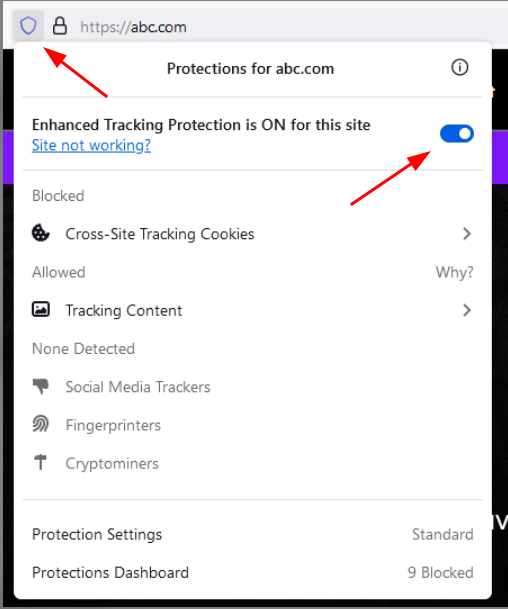 https://abc.com
Protections for abc.com
Enhanced Tracking Protection is ON for this site
Site not working?
Blocked
Cross-Site Tracking Cookies
Allowed Why?
Tracking Content
None Detected
Social Media Trackers
Fingerprinters
Cryptominers
Protection Settings Standard
Protections Dashboard 9 Blocked